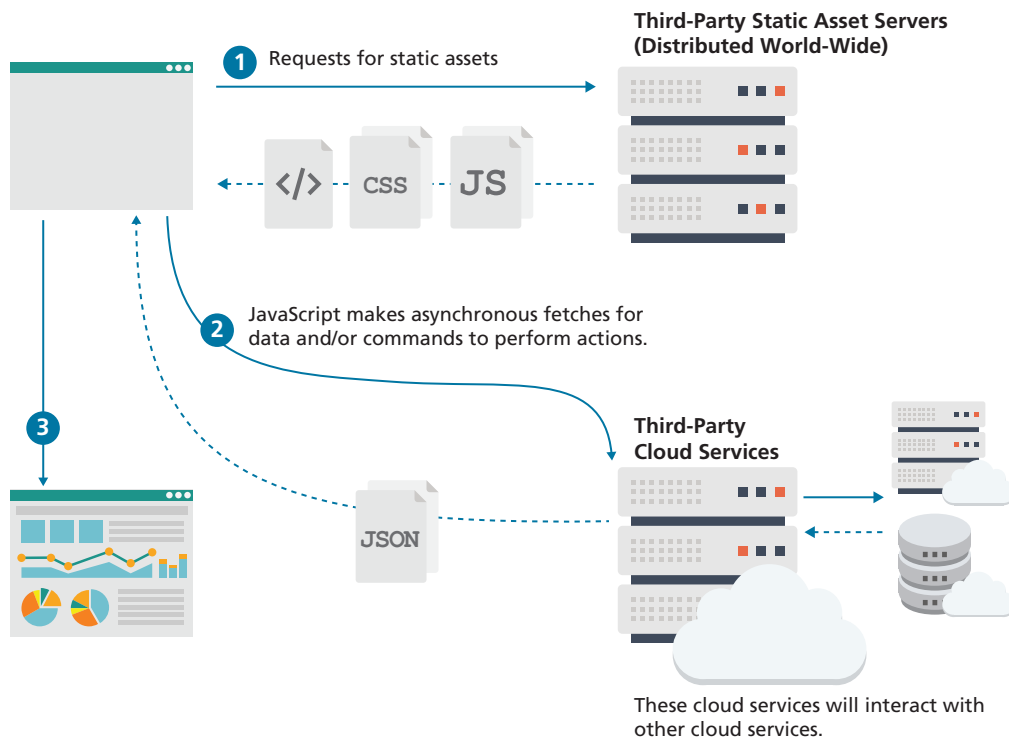 Third-Party Static Asset Servers
(Distributed World-Wide)
1
Requests for static assets
</>
CSS
JS
2
JavaScript makes asynchronous fetches for
data and/or commands to perform actions.
3
Third-Party
Cloud Services
JSON
These cloud services will interact with
other cloud services.